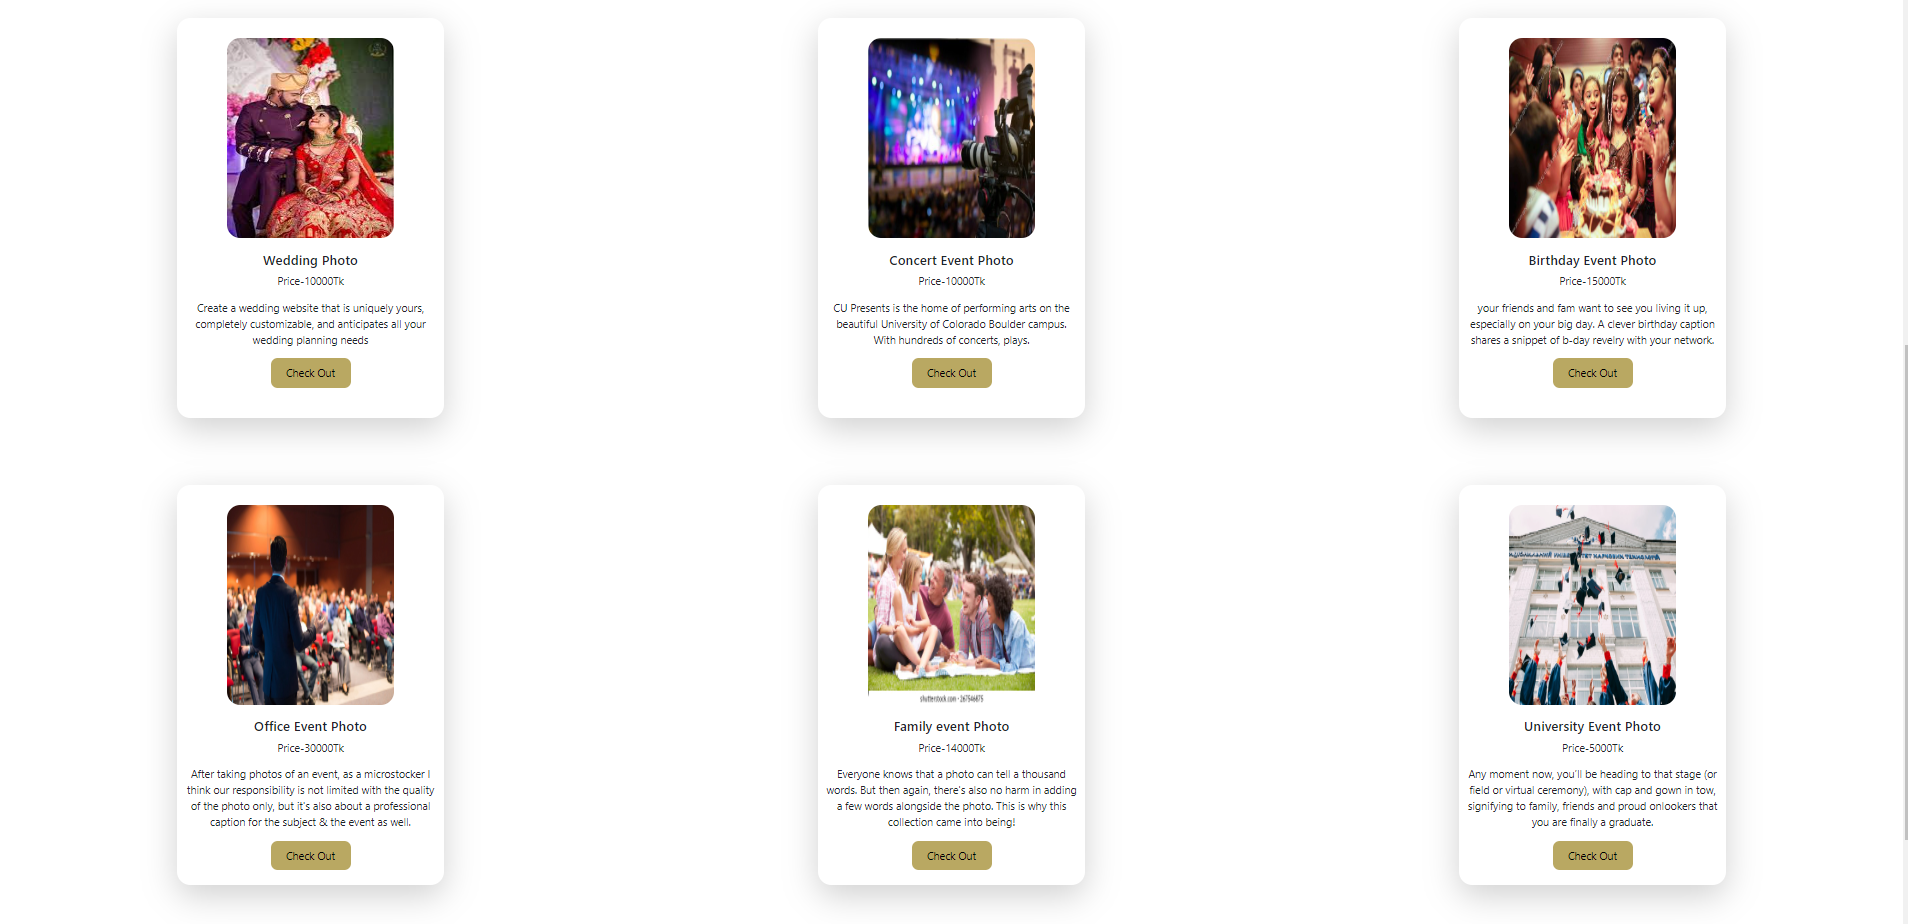 Wedding Photo
Price-10000Tk
Create a wedding website that is uniquely yours,
completely customizable, and anticipates all your
wedding planning needs
Check Out
Concert Event Photo
Price-10000Tk
CU Presents is the home of performing arts on the
beautiful University of Colorado Boulder campus.
With hundreds of concerts, plays.
Check Out
Birthday Event Photo
Price-15000Tk
your friends and fam want to see you living it up,
especially on your big day. A clever birthday caption
shares a snippet of b-day revelry with your network.
Check Out
Office Event Photo
Price-30000Tk
After taking photos of an event, as a microstocker I
think our responsibility is not limited with the quality
of the photo only, but it's also about a professional
caption for the subject & the event as well.
Check Out
shutterstock.com • 267546875
Family event Photo
Price-14000Tk
Everyone knows that a photo can tell a thousand
words. But then again, there's also no harm in adding
a few words alongside the photo. This is why this
collection came into being!
Check Out
University Event Photo
Price-5000Tk
Any moment now, you'll be heading to that stage (or
field or virtual ceremony), with cap and gown in tow,
signifying to family, friends and proud onlookers that
you are finally a graduate.
Check Out